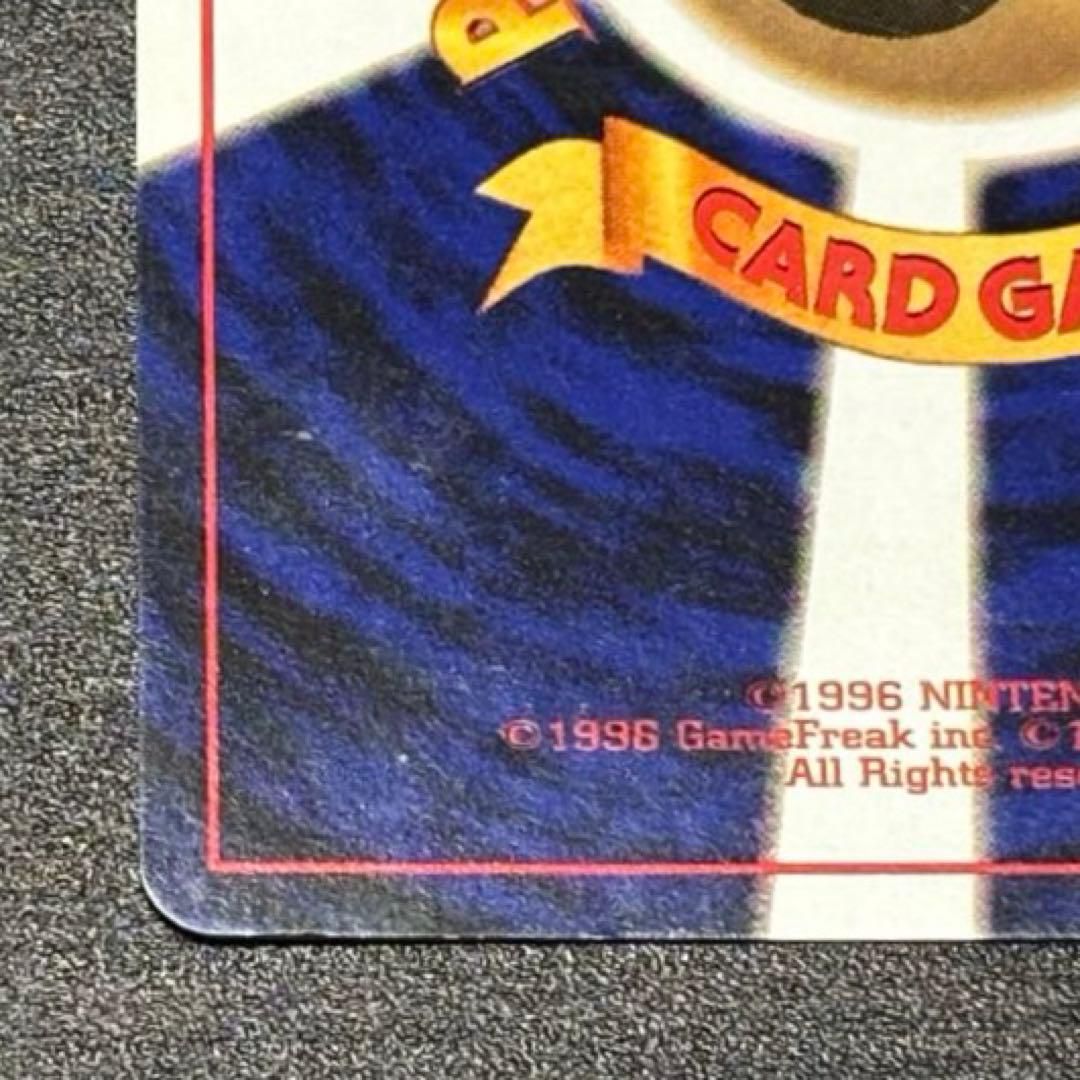 P
CARD GA
©1996 NINTEN
©1996 GameFreak inc. ©1
All Rights res